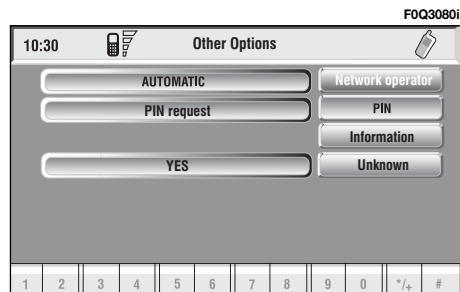 F0Q3080i
10:30 Other Options
AUTOMATIC Network operator
PIN request PIN
Information
YES Unknown
1 2 3 4 5 6 7 8 9 0 */+ #